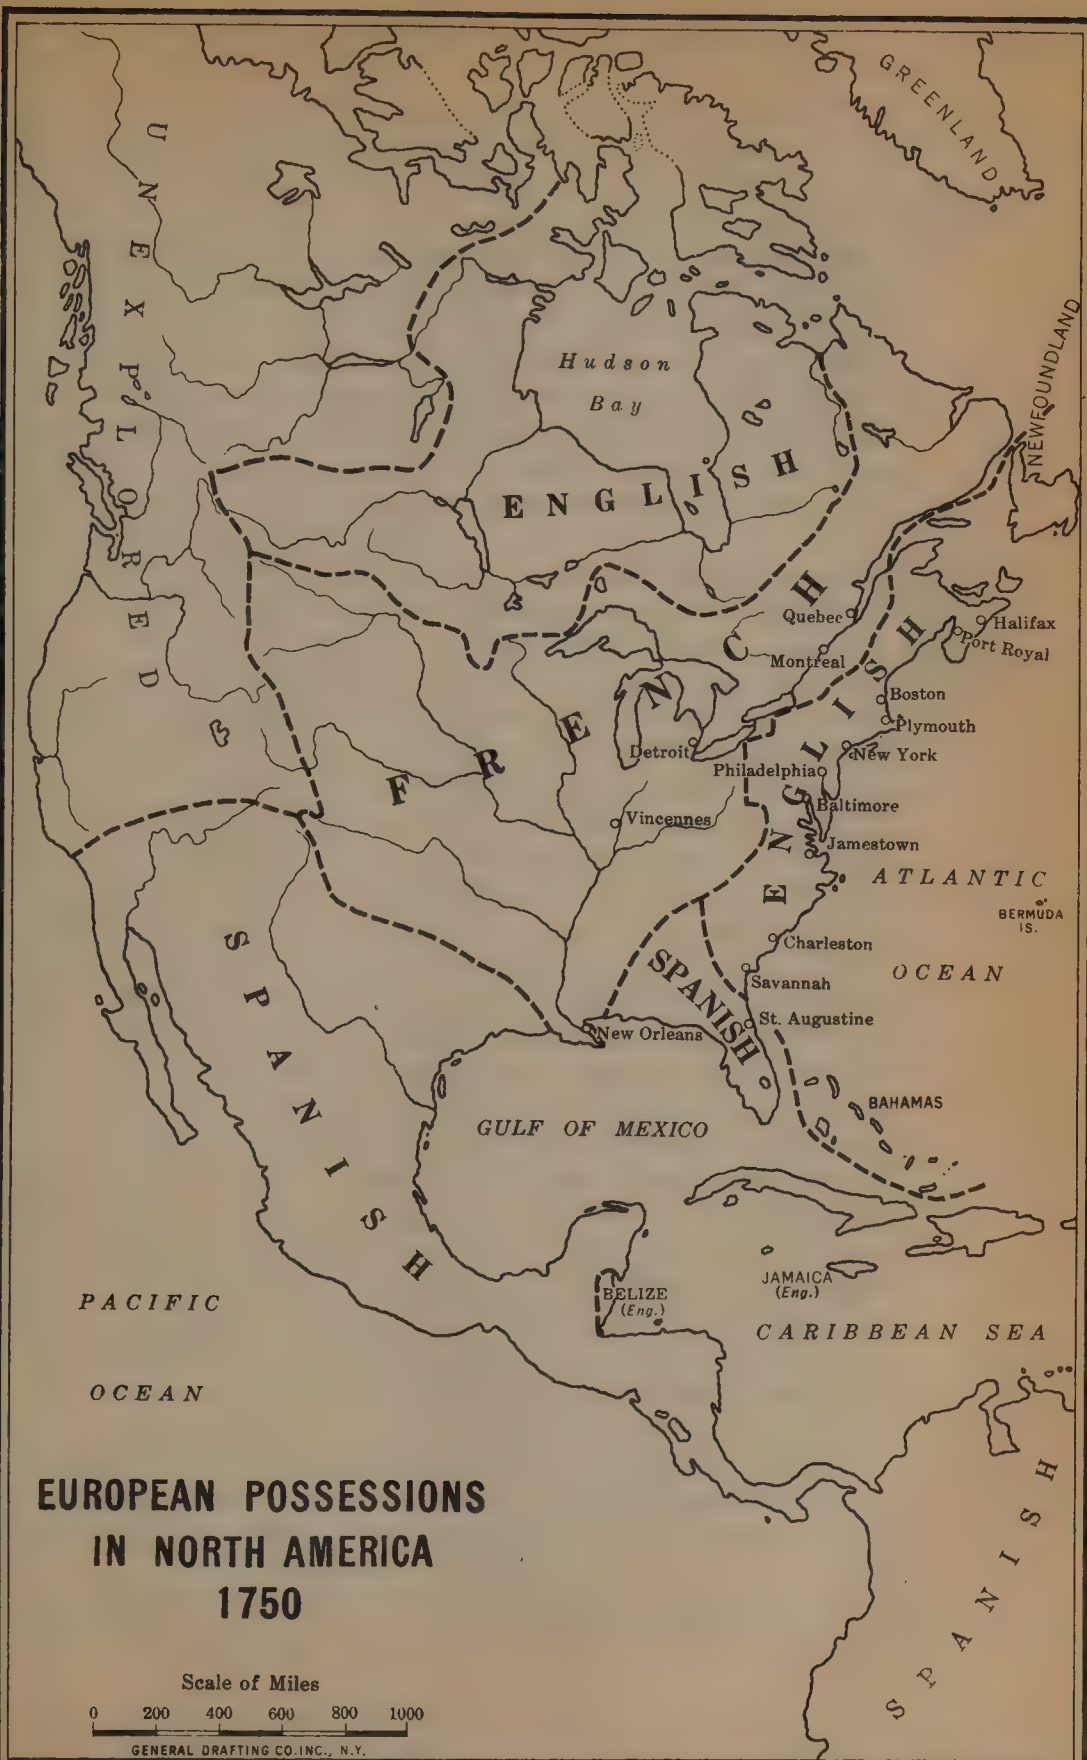 GREENLAND
UNEXPLORED
NEWFOUNDLAND
Hudson
Bay
ENGLISH
FRENCH
ENGLISH
Quebec
Halifax
Port Royal
Montreal
Boston
Plymouth
New York
Detroit
Philadelphia
Baltimore
Vincennes
Jamestown
ATLANTIC
BERMUDA
IS.
OCEAN
Charleston
Savannah
SPANISH
St. Augustine
New Orleans
SPANISH
BAHAMAS
GULF OF MEXICO
JAMAICA
(Eng.)
BELIZE
(Eng.)
CARIBBEAN SEA
PACIFIC
OCEAN
SPANISH
EUROPEAN POSSESSIONS
IN NORTH AMERICA
1750
Scale of Miles
0 200 400 600 800 1000
GENERAL DRAFTING CO.INC., N.Y.